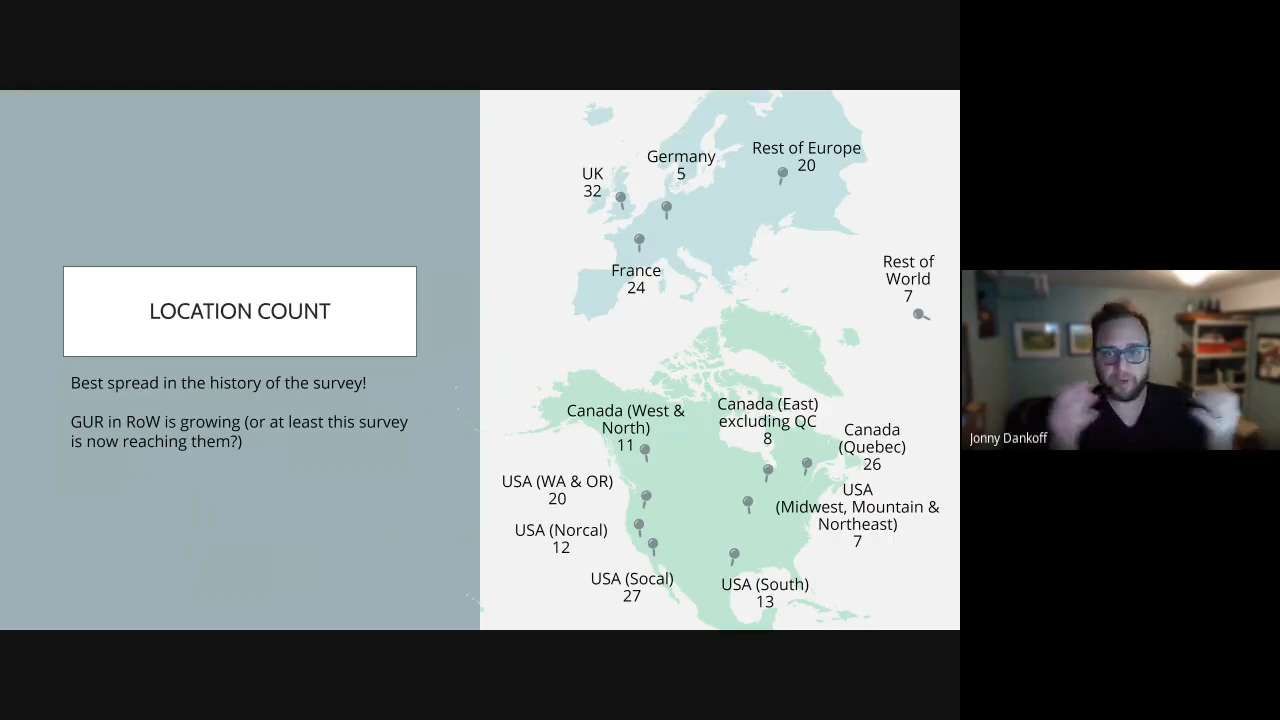 LOCATION COUNT
Best spread in the history of the survey!
GUR in RoW is growing (or at least this survey
is now reaching them?)
Germany
5
Rest of Europe
20
UK
32
France
24
Rest of
World
7
Canada (West &
North)
11
Canada (East)
excluding QC
8
Canada
(Quebec)
26
USA (WA & OR)
20
USA
(Midwest, Mountain &
Northeast)
7
USA (Norcal)
12
USA (Socal)
27
USA (South)
13
Jonny Dankoff